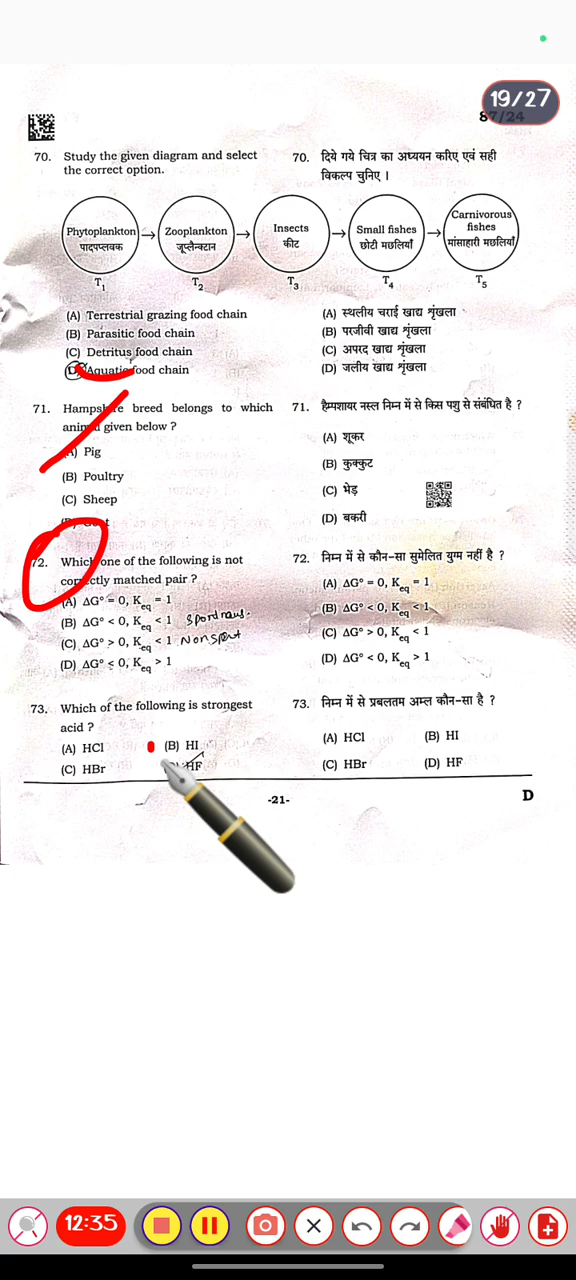 19/27
87/24
70. Study the given diagram and select
the correct option.
70. दिये गये चित्र का अध्ययन करिए एवं सही
विकल्प चुनिए ।
Phytoplankton
पादपप्लवक
Zooplankton
जूप्लैन्क्टान
Insects
कीट
Small fishes
छोटी मछलियाँ
Carnivorous
fishes
मांसाहारी मछलियाँ
T1
T2
T3
T4
T5
(A) Terrestrial grazing food chain
(B) Parasitic food chain
(C) Detritus food chain
(D) Aquatic food chain
(A) स्थलीय चराई खाद्य शृंखला
(B) परजीवी खाद्य शृंखला
(C) अपरद खाद्य शृंखला
(D) जलीय खाद्य शृंखला
71. Hampshire breed belongs to which
animal given below ?
(A) Pig
(B) Poultry
(C) Sheep
(D) Goat
71. हैम्पशायर नस्ल निम्न में से किस पशु से संबंधित है ?
(A) शूकर
(B) कुक्कुट
(C) भेड़
(D) बकरी
72. Which one of the following is not
correctly matched pair ?
(A) ΔG° = 0, Keq = 1
(B) ΔG° < 0, Keq < 1
(C) ΔG° > 0, Keq < 1 Nonspont
(D) ΔG° < 0, Keq > 1
72. निम्न में से कौन-सा सुमेलित युग्म नहीं है ?
(A) ΔG° = 0, Keq = 1
(B) ΔG° < 0, Keq < 1
(C) ΔG° > 0, Keq < 1
(D) ΔG° < 0, Keq > 1
73. Which of the following is strongest
acid ?
(A) HCl (B) HI
(C) HBr HF
73. निम्न में से प्रबलतम अम्ल कौन-सा है ?
(A) HCl (B) HI
(C) HBr (D) HF
-21-
D
12:35